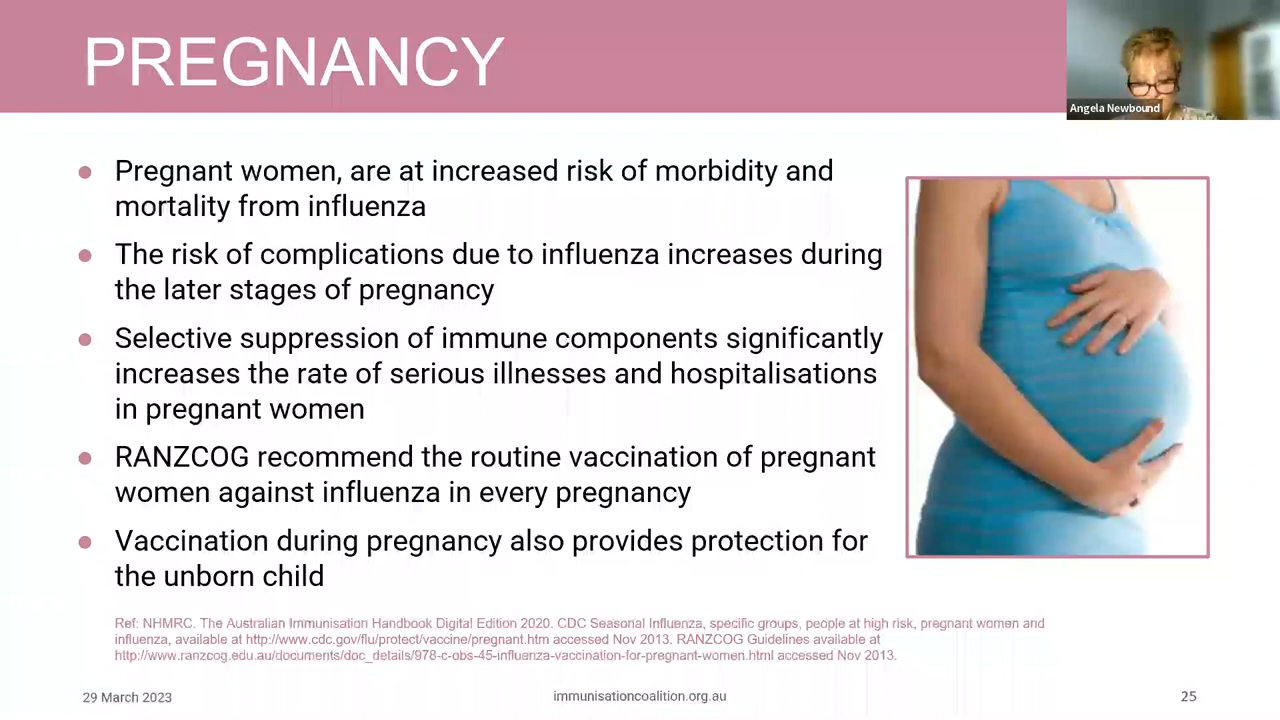 PREGNANCY
Angela Newbound
Pregnant women, are at increased risk of morbidity and
mortality from influenza
The risk of complications due to influenza increases during
the later stages of pregnancy
Selective suppression of immune components significantly
increases the rate of serious illnesses and hospitalisations
in pregnant women
RANZCOG recommend the routine vaccination of pregnant
women against influenza in every pregnancy
Vaccination during pregnancy also provides protection for
the unborn child
Ref: NHMRC. The Australian Immunisation Handbook Digital Edition 2020. CDC Seasonal Influenza, specific groups, people at high risk, pregnant women and
influenza, available at http://www.cdc.gov/flu/protect/vaccine/pregnant.htm accessed Nov 2013. RANZCOG Guidelines available at
http://www.ranzcog.edu.au/documents/doc_details/978-c-obs-45-influenza-vaccination-for-pregnant-women.html accessed Nov 2013.
29 March 2023
immunisationcoalition.org.au
25